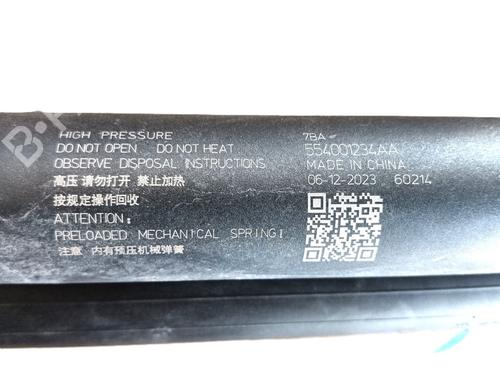 HIGH PRESSURE
DO NOT OPEN DO NOT HEAT
OBSERVE DISPOSAL INSTRUCTIONS
高压 请勿打开 禁止加热
按规定操作回收
ATTENTION:
PRELOADED MECHANICAL SPRING!
注意 内有预压机械弹簧
7BA
554001234AA
MADE IN CHINA
06-12-2023 60214